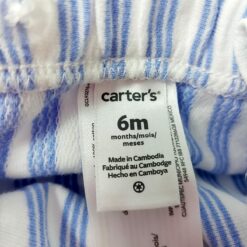 carter's®
6m
months/mois/
meses
Made in Cambodia
Fabriqué au Cambodge
Hecho en Camboya